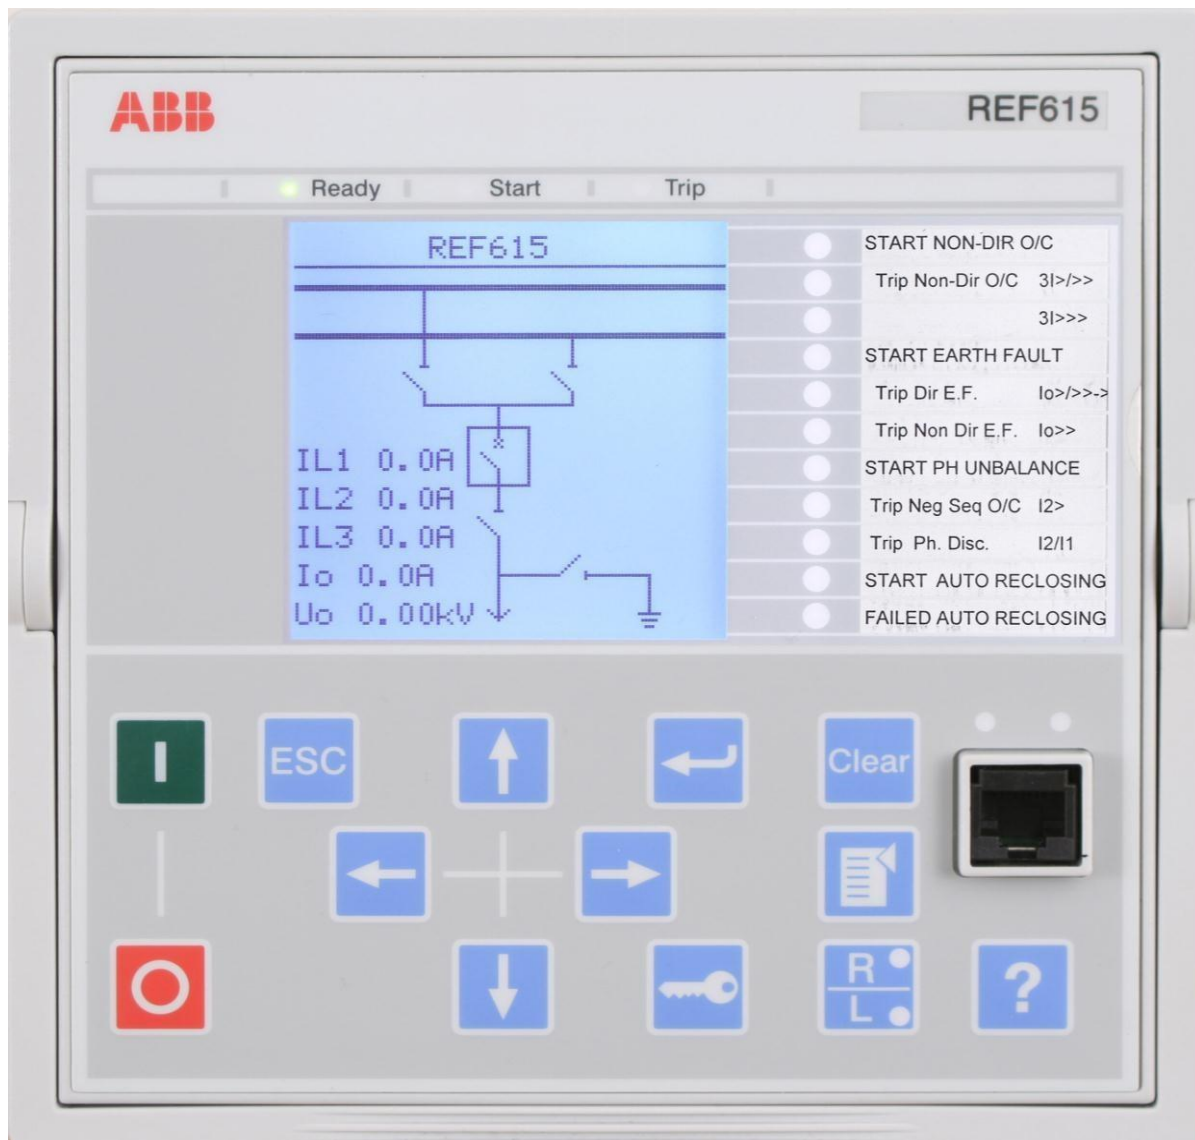 ABB
REF615
Ready Start Trip
REF615
IL1 0.0A
IL2 0.0A
IL3 0.0A
Io 0.0A
Uo 0.00kV
START NON-DIR O/C
Trip Non-Dir O/C 3I>/>>
3I>>>
START EARTH FAULT
Trip Dir E.F. Io>/>>->
Trip Non Dir E.F. Io>>
START PH UNBALANCE
Trip Neg Seq O/C I2>
Trip Ph. Disc. I2/I1
START AUTO RECLOSING
FAILED AUTO RECLOSING
I ESC Clear
O R ?
L